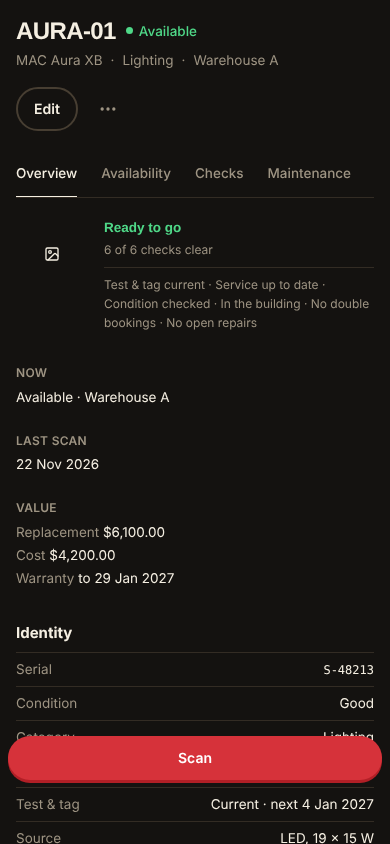 AURA-01 Available
MAC Aura XB · Lighting · Warehouse A
Edit
Overview Availability Checks Maintenance
Ready to go
6 of 6 checks clear
Test & tag current · Service up to date ·
Condition checked · In the building · No double
bookings · No open repairs
NOW
Available · Warehouse A
LAST SCAN
22 Nov 2026
VALUE
Replacement $6,100.00
Cost $4,200.00
Warranty to 29 Jan 2027
Identity
Serial S-48213
Condition Good
Category Lighting
Scan
Test & tag Current · next 4 Jan 2027
Source LED, 19 × 15 W